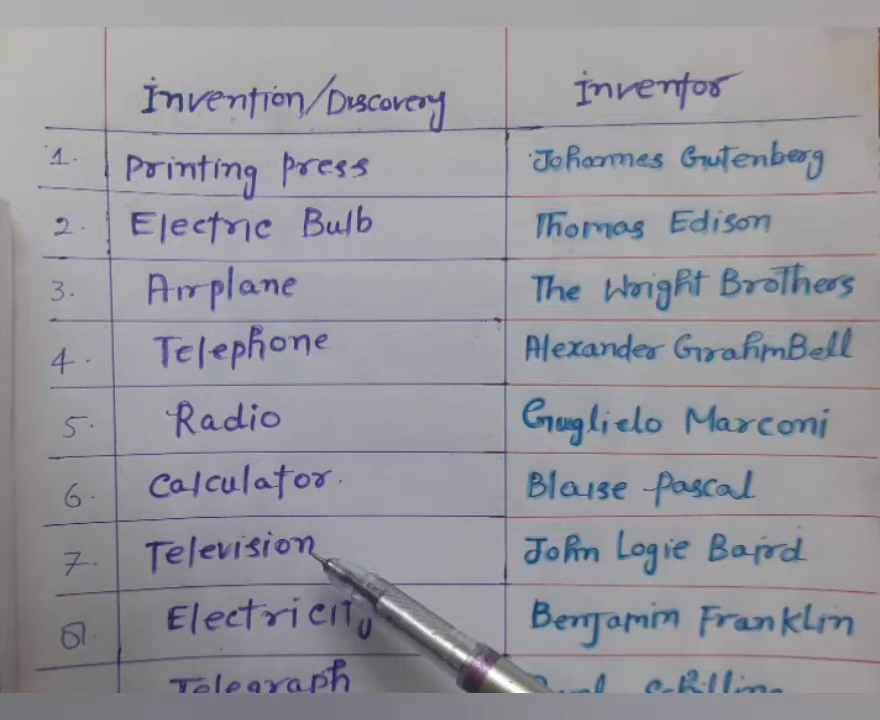 Invention/Discovery Inventor
1. Printing press Johannes Gutenberg
2. Electric Bulb Thomas Edison
3. Airplane The Wright Brothers
4. Telephone Alexander GrahmBell
5. Radio Guglielo Marconi
6. Calculator. Blaise Pascal
7. Television John Logie Baird
8. Electricity Benjamin Franklin
Telegraph